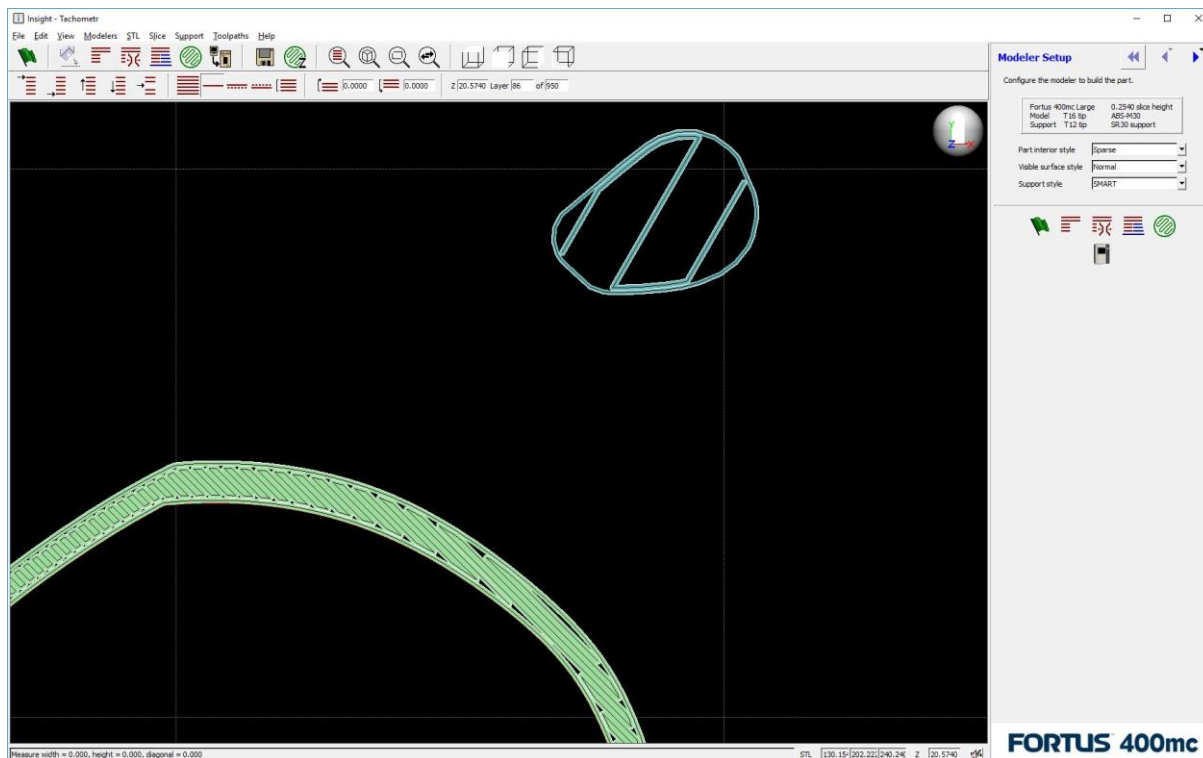 Insight - Tachometr
File Edit View Modelers STL Slice Support Toolpaths Help
0.0000 0.0000 Z 20.5740 Layer 86 of 950
Modeler Setup
Configure the modeler to build the part.
Fortus 400mc Large 0.2540 slice height
Model T16 tip ABS-M30
Support T12 tip SR30 support
Part interior style Sparse
Visible surface style Normal
Support style SMART
Y
Z X
Measure width = 0.000, height = 0.000, diagonal = 0.000
STL Z 20.5740
FORTUS 400mc